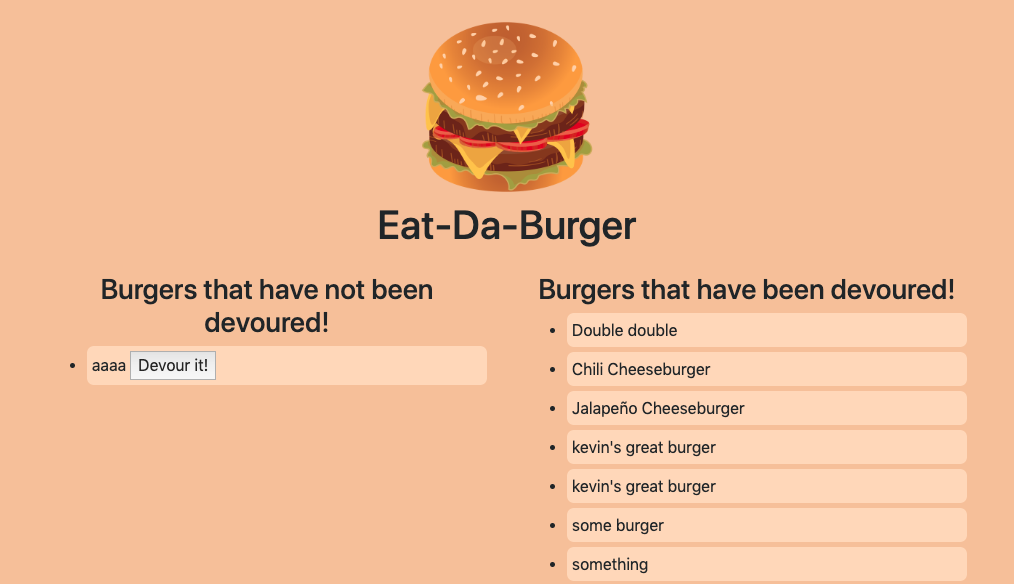 Eat-Da-Burger
Burgers that have not been
devoured!
aaaa Devour it!
Burgers that have been devoured!
Double double
Chili Cheeseburger
Jalapeño Cheeseburger
kevin's great burger
kevin's great burger
some burger
something